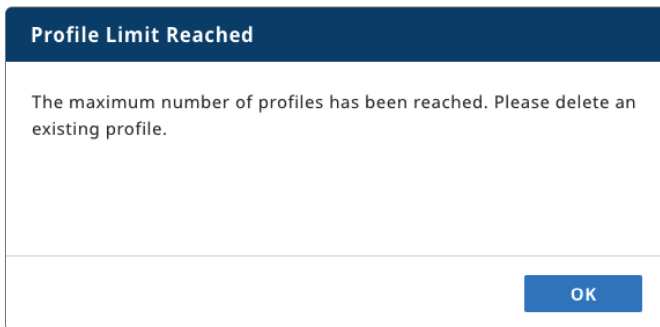 Profile Limit Reached
The maximum number of profiles has been reached. Please delete an
existing profile.
OK